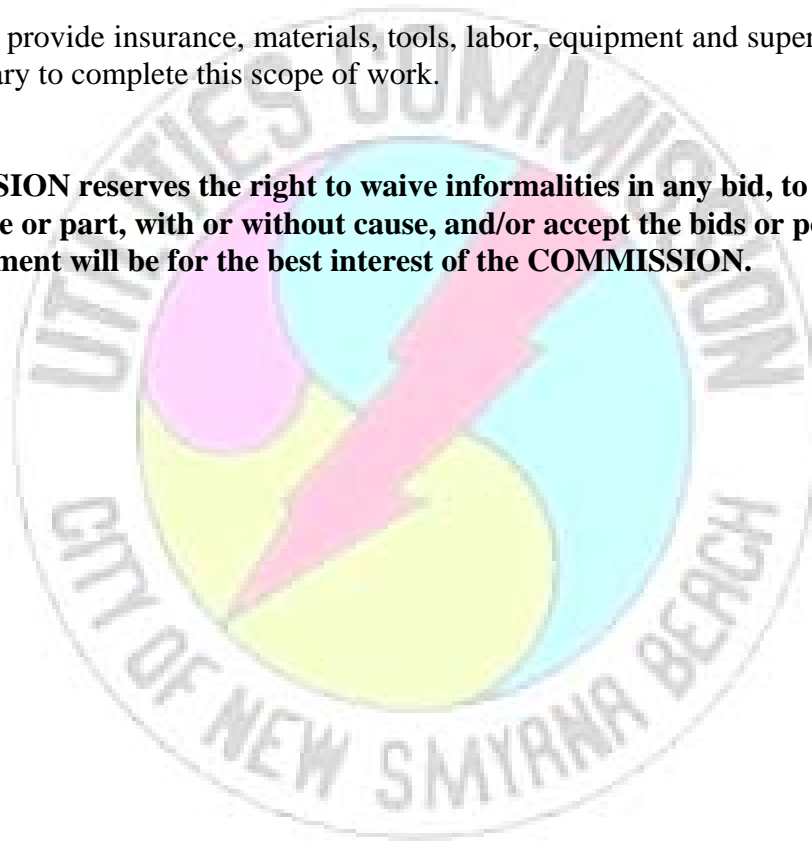 provide insurance, materials, tools, labor, equipment and super
ary to complete this scope of work.
SION reserves the right to waive informalities in any bid, to
e or part, with or without cause, and/or accept the bids or po
ment will be for the best interest of the COMMISSION.
UTILITIES COMMISSION
CITY OF NEW SMYRNA BEACH